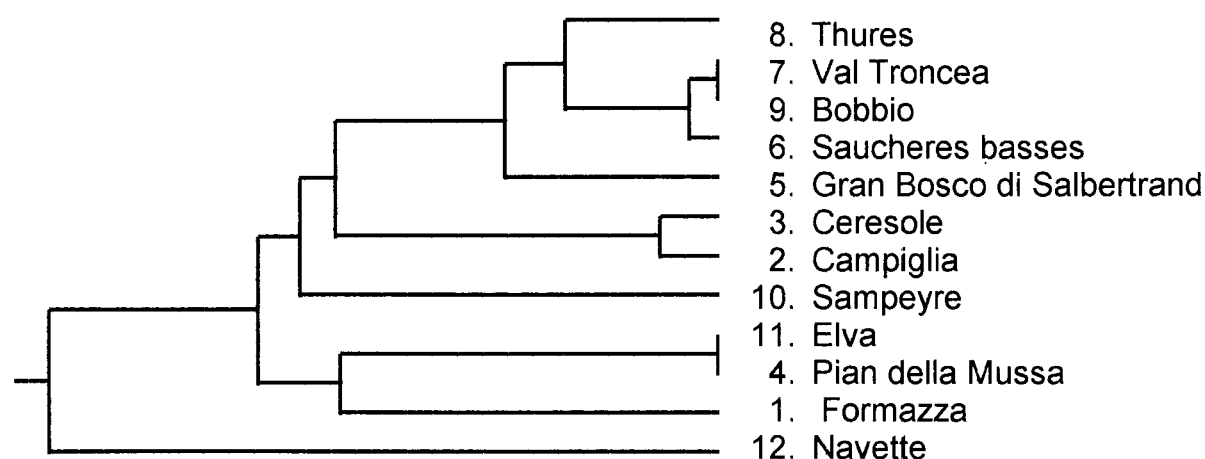 8. Thures
7. Val Troncea
9. Bobbio
6. Saucheres basses
5. Gran Bosco di Salbertrand
3. Ceresole
2. Campiglia
10. Sampeyre
11. Elva
4. Pian della Mussa
1. Formazza
12. Navette